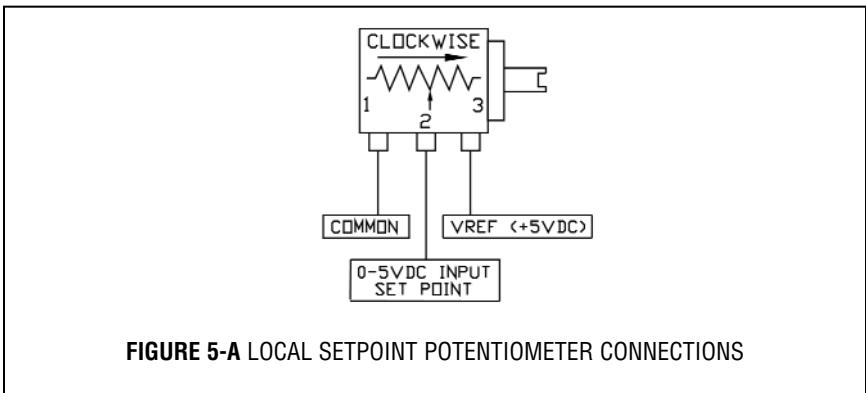 CLOCKWISE
1
2
3
COMMON
VREF (+5VDC)
0-5VDC INPUT
SET POINT
FIGURE 5-A LOCAL SETPOINT POTENTIOMETER CONNECTIONS